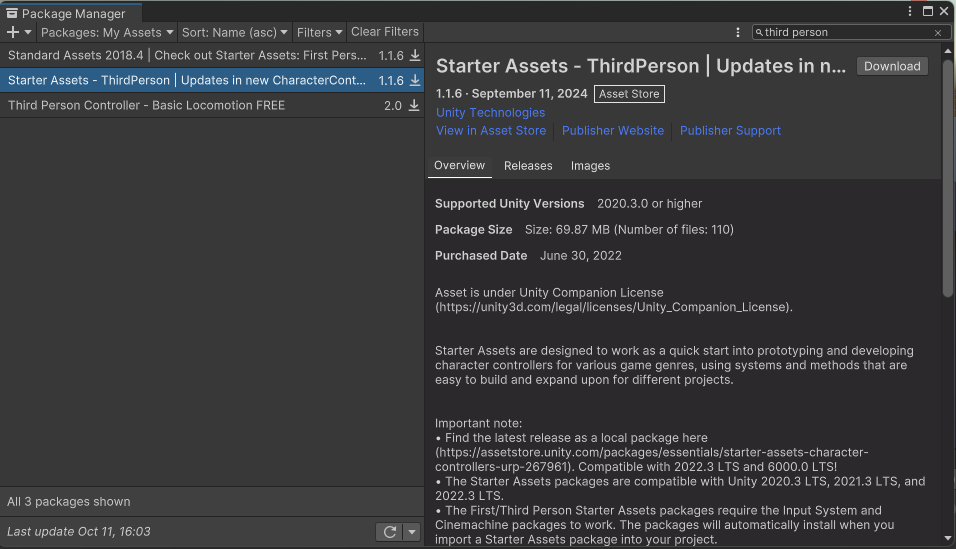 Package Manager
Packages: My Assets Sort: Name (asc) Filters Clear Filters third person
Standard Assets 2018.4 | Check out Starter Assets: First Pers... 1.1.6
Starter Assets - ThirdPerson | Updates in new CharacterCont... 1.1.6
Third Person Controller - Basic Locomotion FREE 2.0
All 3 packages shown
Last update Oct 11, 16:03
Starter Assets - ThirdPerson | Updates in n... Download
1.1.6 · September 11, 2024 Asset Store
Unity Technologies
View in Asset Store Publisher Website Publisher Support
Overview Releases Images
Supported Unity Versions 2020.3.0 or higher
Package Size Size: 69.87 MB (Number of files: 110)
Purchased Date June 30, 2022
Asset is under Unity Companion License
(https://unity3d.com/legal/licenses/Unity_Companion_License).
Starter Assets are designed to work as a quick start into prototyping and developing
character controllers for various game genres, using systems and methods that are
easy to build and expand upon for different projects.
Important note:
• Find the latest release as a local package here
(https://assetstore.unity.com/packages/essentials/starter-assets-character-
controllers-urp-267961). Compatible with 2022.3 LTS and 6000.0 LTS!
• The Starter Assets packages are compatible with Unity 2020.3 LTS, 2021.3 LTS, and
2022.3 LTS.
• The First/Third Person Starter Assets packages require the Input System and
Cinemachine packages to work. The packages will automatically install when you
import a Starter Assets package into your project.